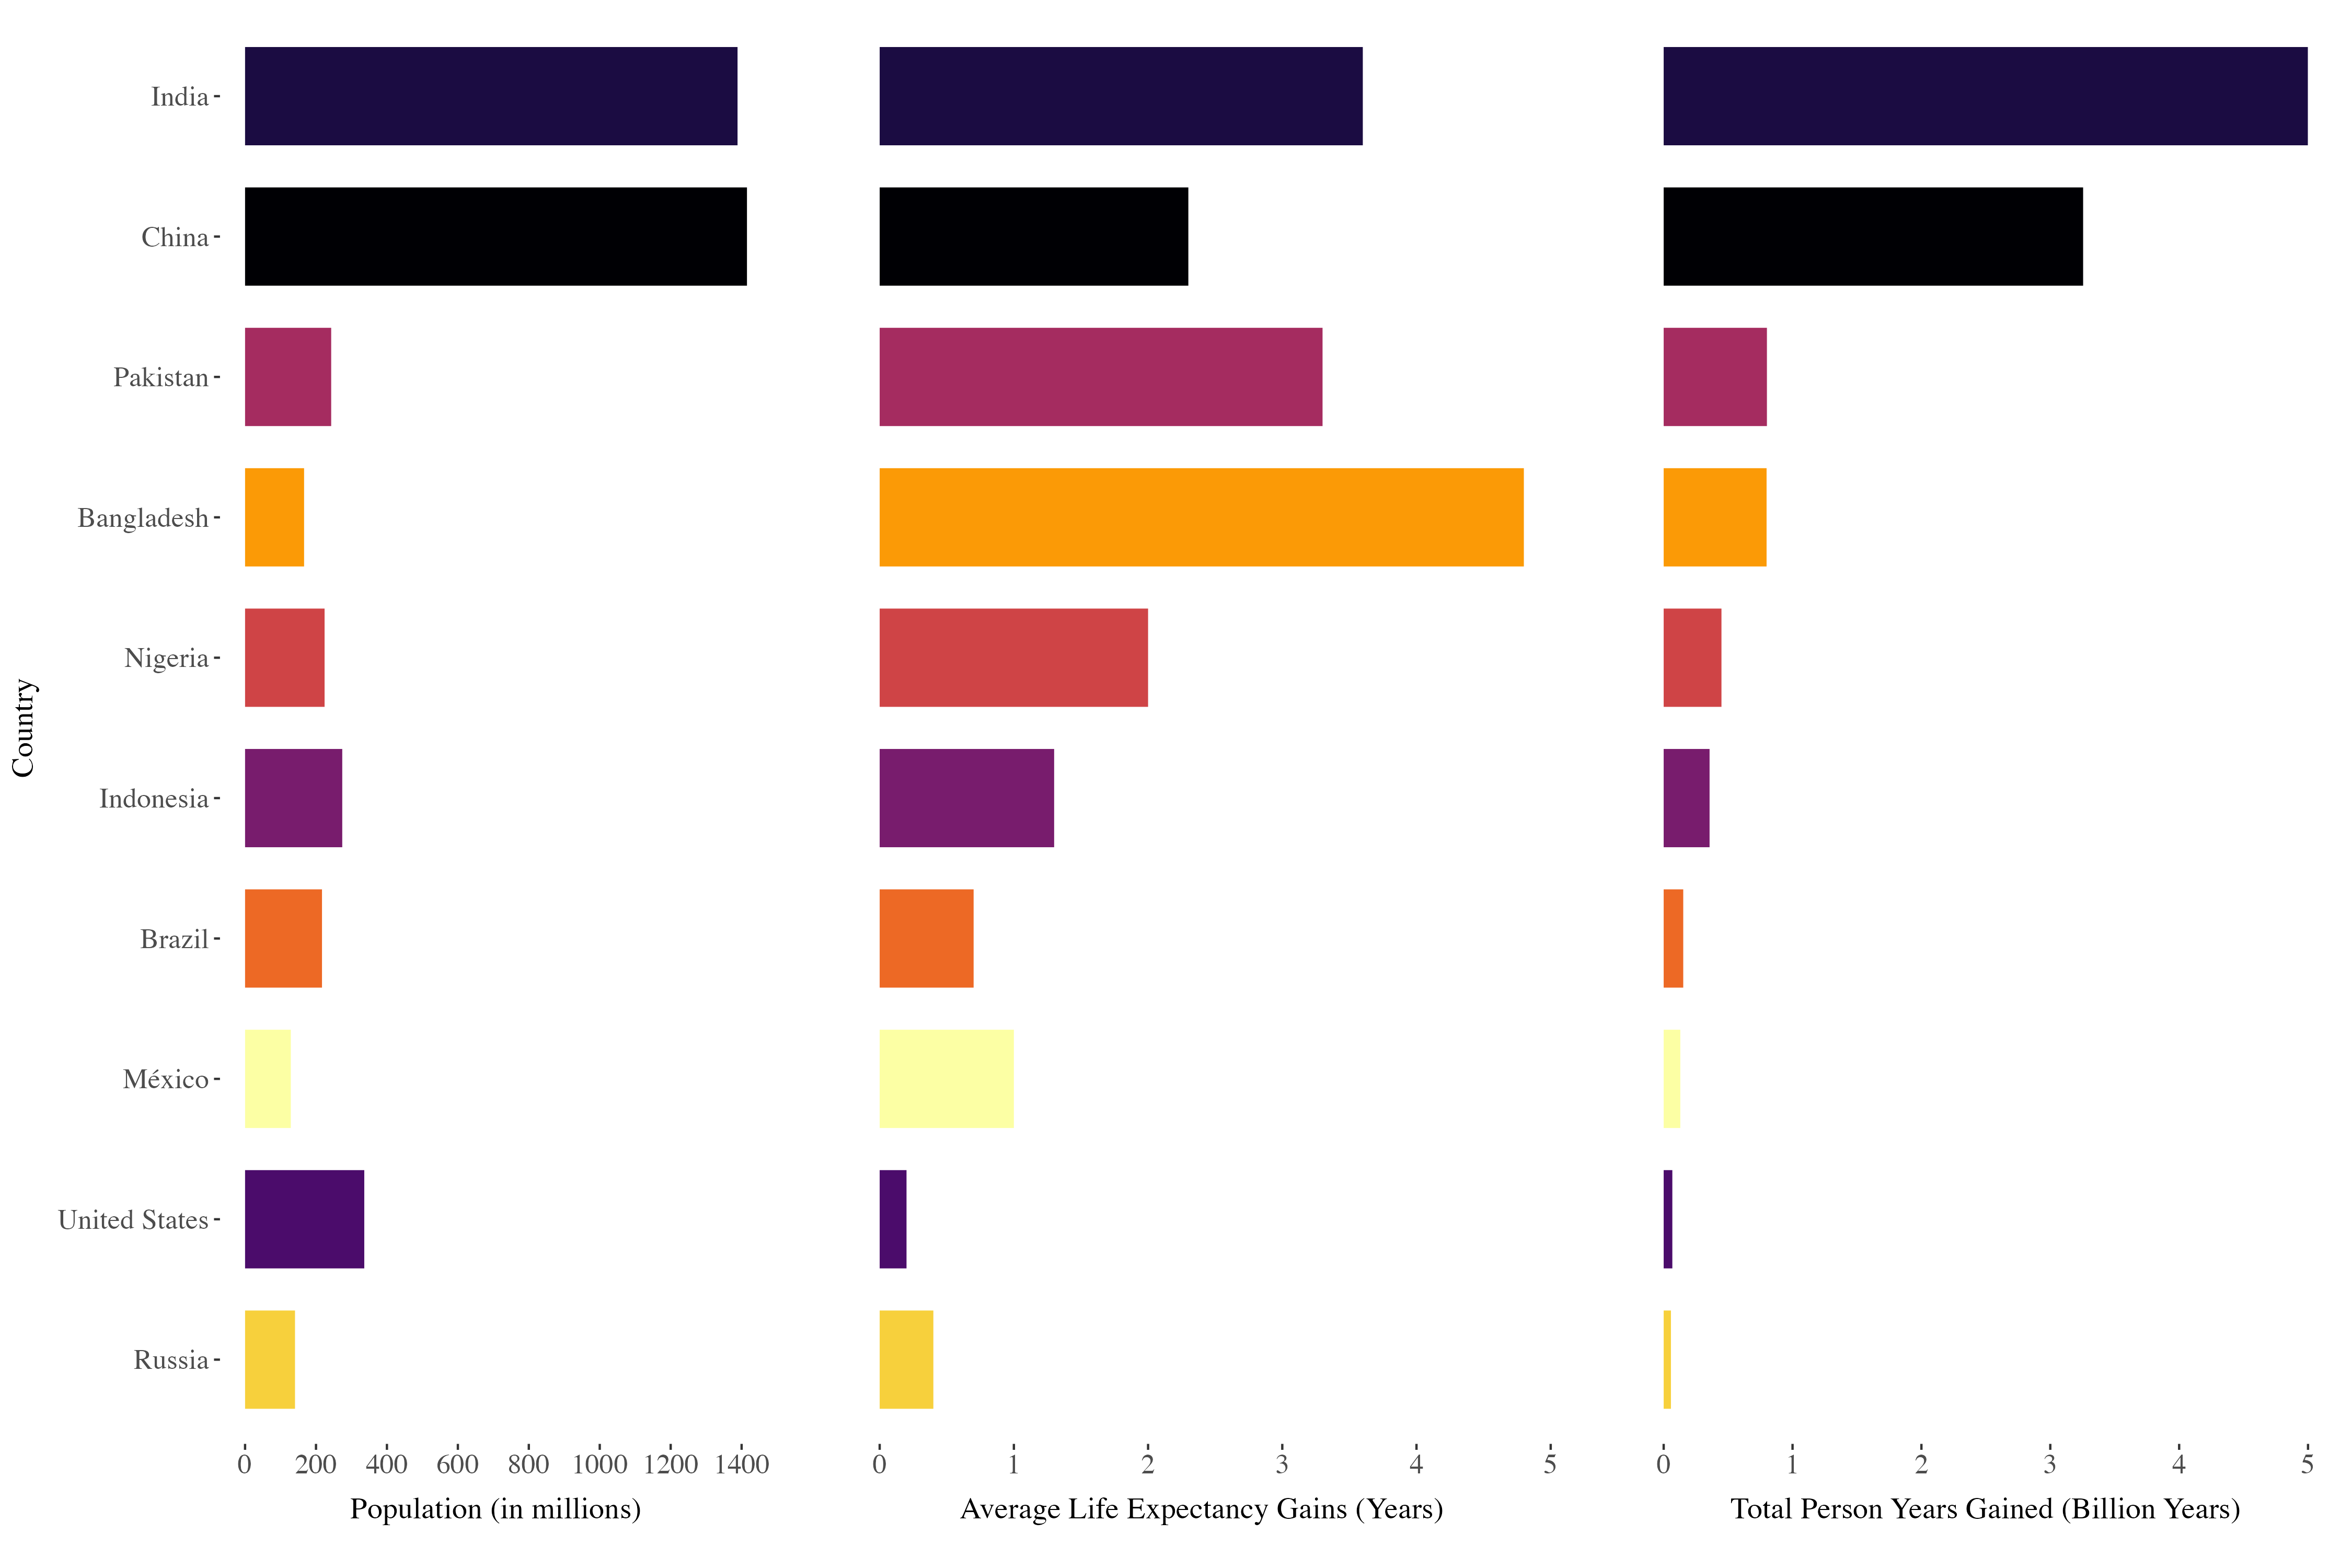 Country
India
China
Pakistan
Bangladesh
Nigeria
Indonesia
Brazil
México
United States
Russia
0 200 400 600 800 1000 1200 1400
Population (in millions)
0 1 2 3 4 5
Average Life Expectancy Gains (Years)
0 1 2 3 4 5
Total Person Years Gained (Billion Years)